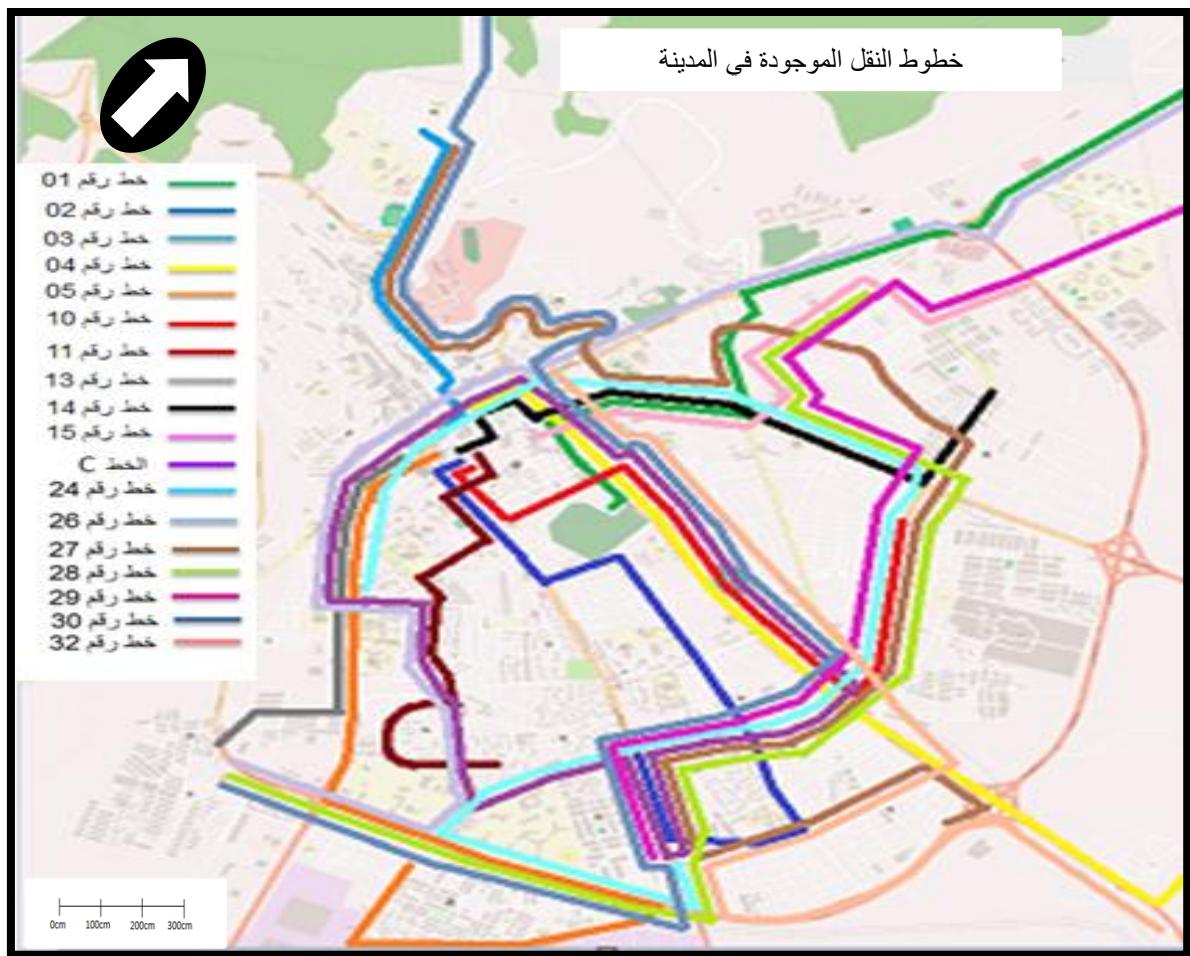 خطوط النقل الموجودة في المدينة
خط رقم 01
خط رقم 02
خط رقم 03
خط رقم 04
خط رقم 05
خط رقم 10
خط رقم 11
خط رقم 13
خط رقم 14
خط رقم 15
الخط C
خط رقم 24
خط رقم 26
خط رقم 27
خط رقم 28
خط رقم 29
خط رقم 30
خط رقم 32
0cm 100cm 200cm 300cm